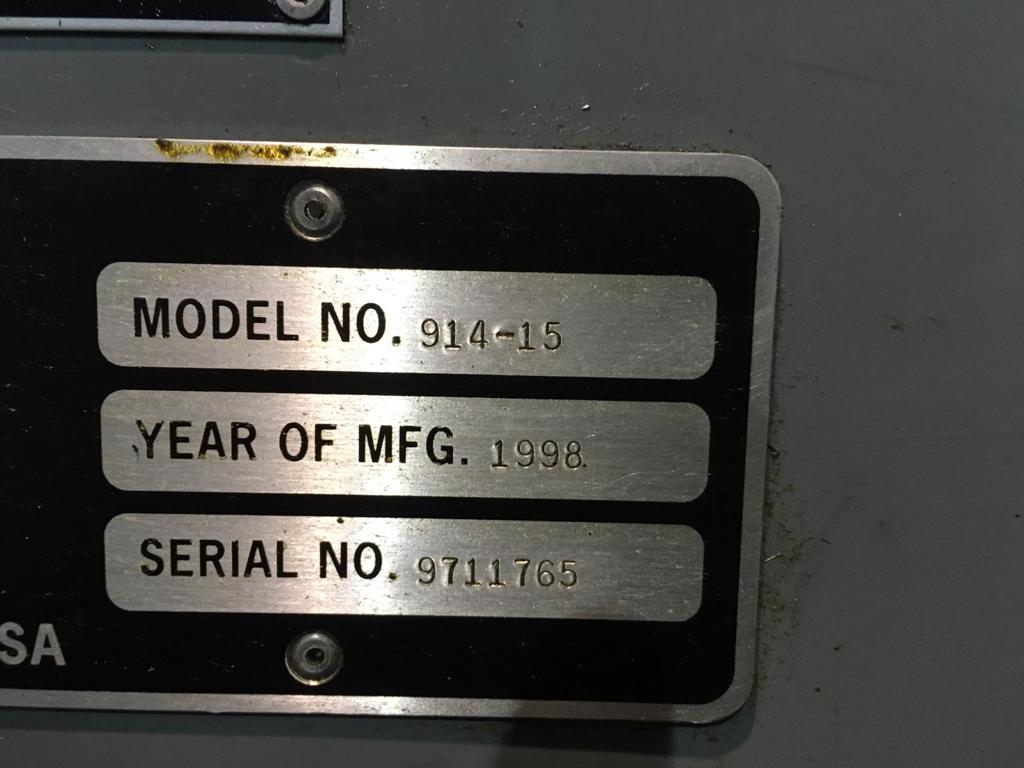 MODEL NO. 914-15
YEAR OF MFG. 1998
SERIAL NO. 9711765
SA